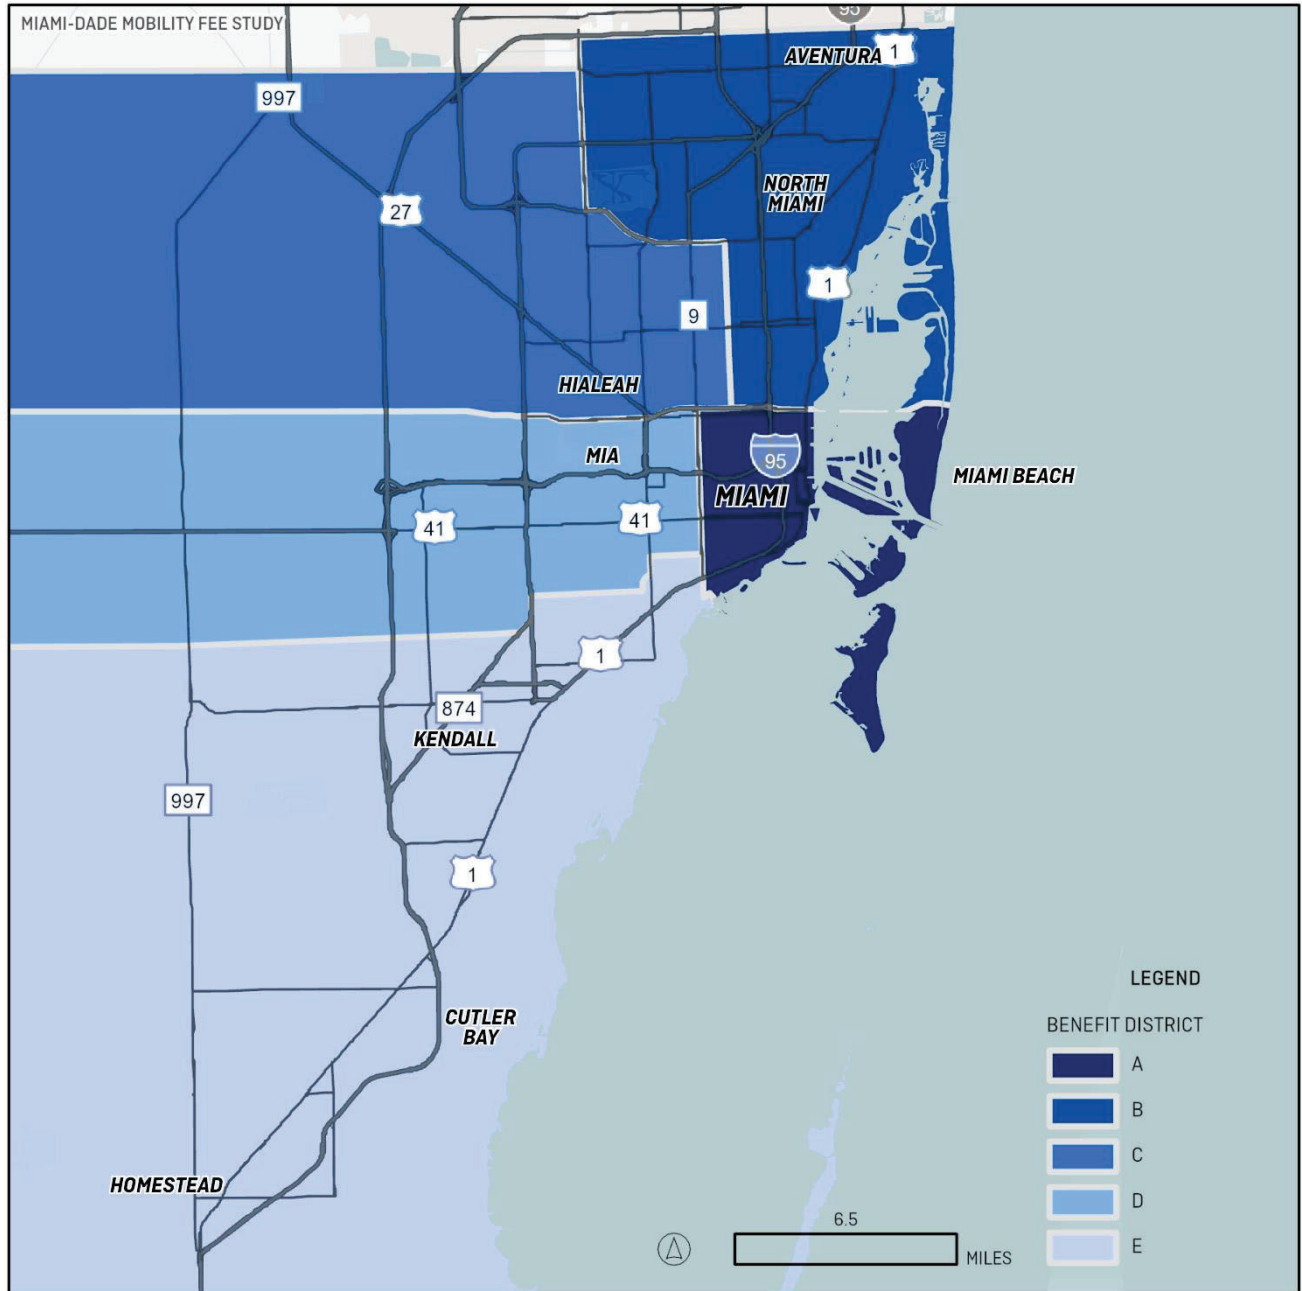 MIAMI-DADE MOBILITY FEE STUDY
95
AVENTURA
1
997
NORTH
MIAMI
27
1
9
HIALEAH
MIA
95
MIAMI
MIAMI BEACH
41
41
1
874
KENDALL
997
1
CUTLER
BAY
HOMESTEAD
LEGEND
BENEFIT DISTRICT
A
B
C
D
E
6.5
MILES